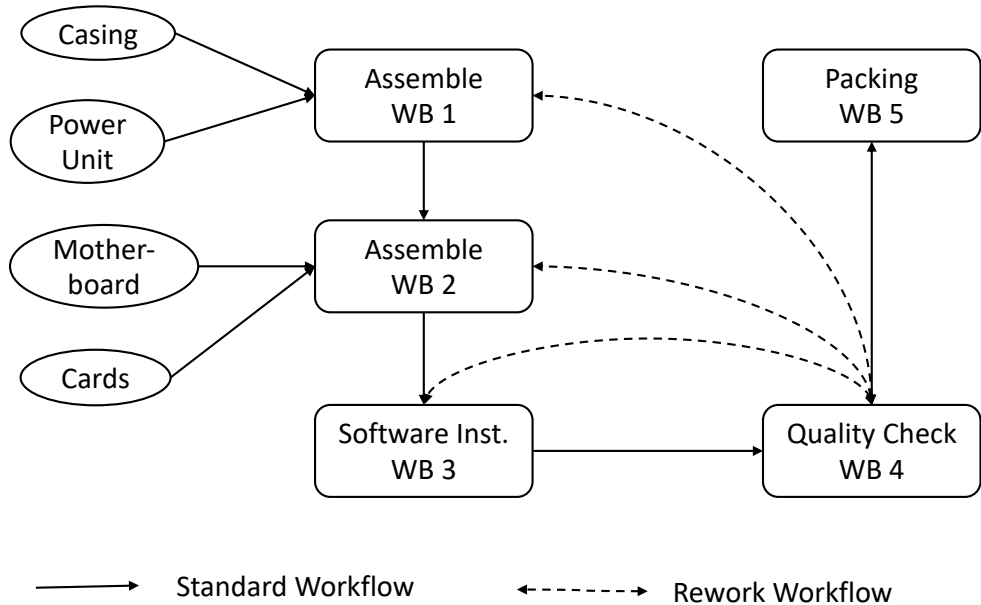 Casing
Power
Unit
Mother-
board
Cards
Assemble
WB 1
Assemble
WB 2
Software Inst.
WB 3
Packing
WB 5
Quality Check
WB 4
Standard Workflow
Rework Workflow